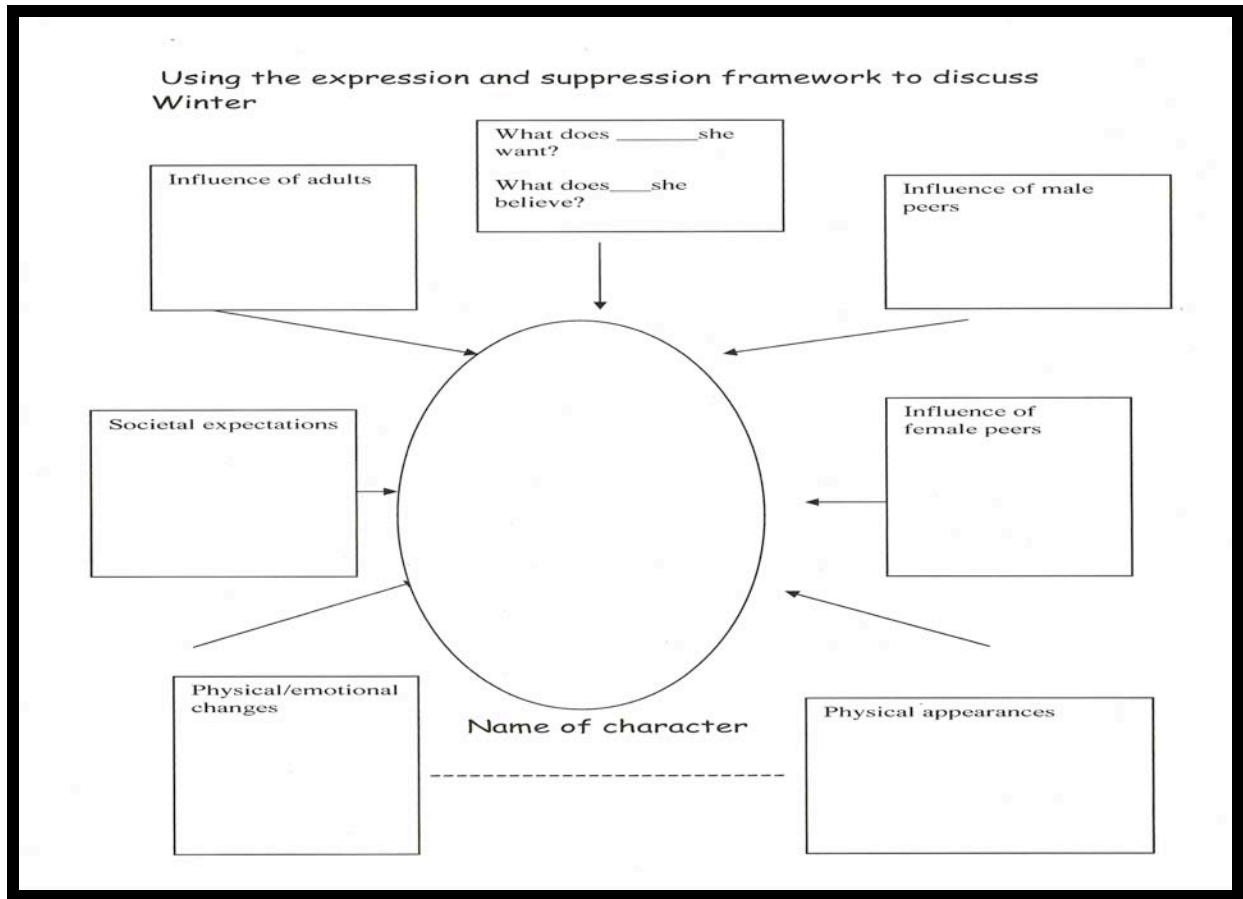 Using the expression and suppression framework to discuss
Winter
What does ________she
want?
What does____she
believe?
Influence of adults
Influence of male
peers
Societal expectations
Influence of
female peers
Physical/emotional
changes
Physical appearances
Name of character